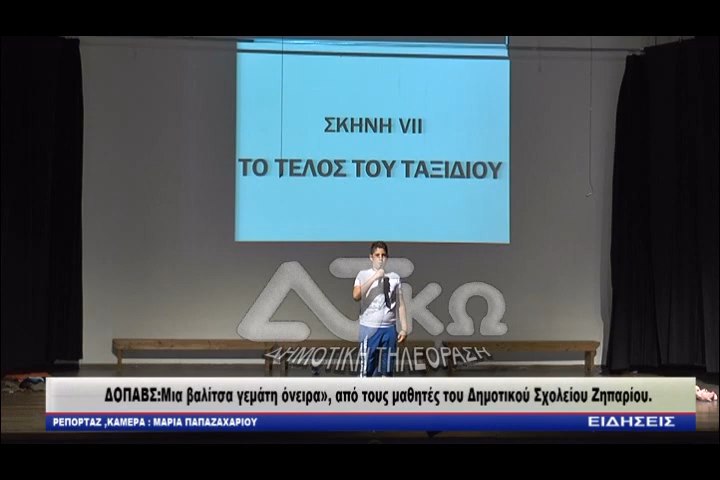 ΣΚΗΝΗ VII
ΤΟ ΤΕΛΟΣ ΤΟΥ ΤΑΞΙΔΙΟΥ
ΔΤΚΩ
ΔΗΜΟΤΙΚΗ ΤΗΛΕΟΡΑΣΗ
ΔΟΠΑΒΣ:Μια βαλίτσα γεμάτη όνειρα», από τους μαθητές του Δημοτικού Σχολείου Ζηπαρίου.
ΡΕΠΟΡΤΑΖ ,ΚΑΜΕΡΑ : ΜΑΡΙΑ ΠΑΠΑΖΑΧΑΡΙΟΥ
ΕΙΔΗΣΕΙΣ